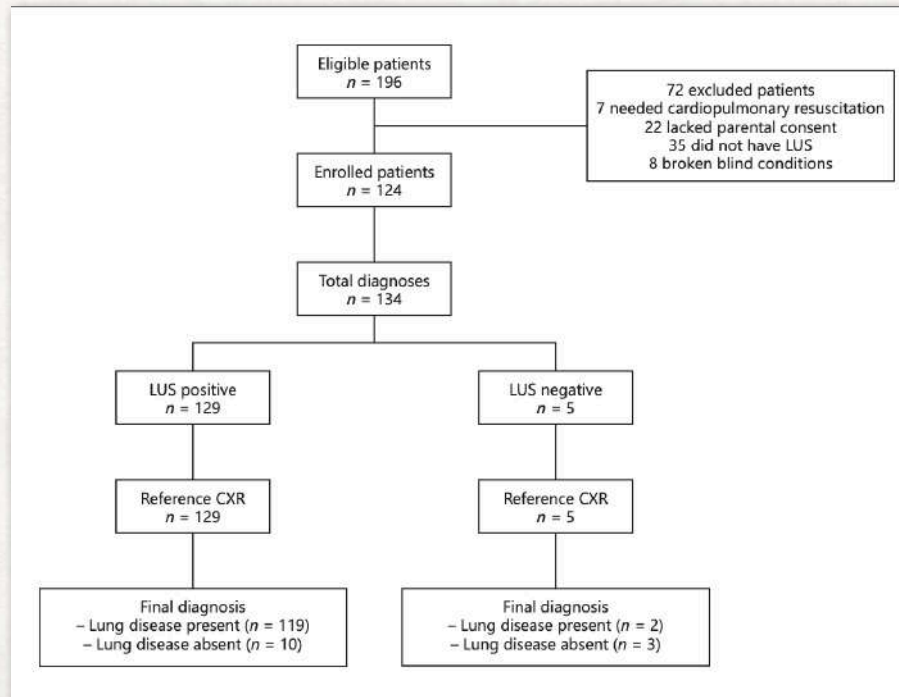 Eligible patients
n = 196
72 excluded patients
7 needed cardiopulmonary resuscitation
22 lacked parental consent
35 did not have LUS
8 broken blind conditions
Enrolled patients
n = 124
Total diagnoses
n = 134
LUS positive
n = 129
LUS negative
n = 5
Reference CXR
n = 129
Reference CXR
n = 5
Final diagnosis
– Lung disease present (n = 119)
– Lung disease absent (n = 10)
Final diagnosis
– Lung disease present (n = 2)
– Lung disease absent (n = 3)